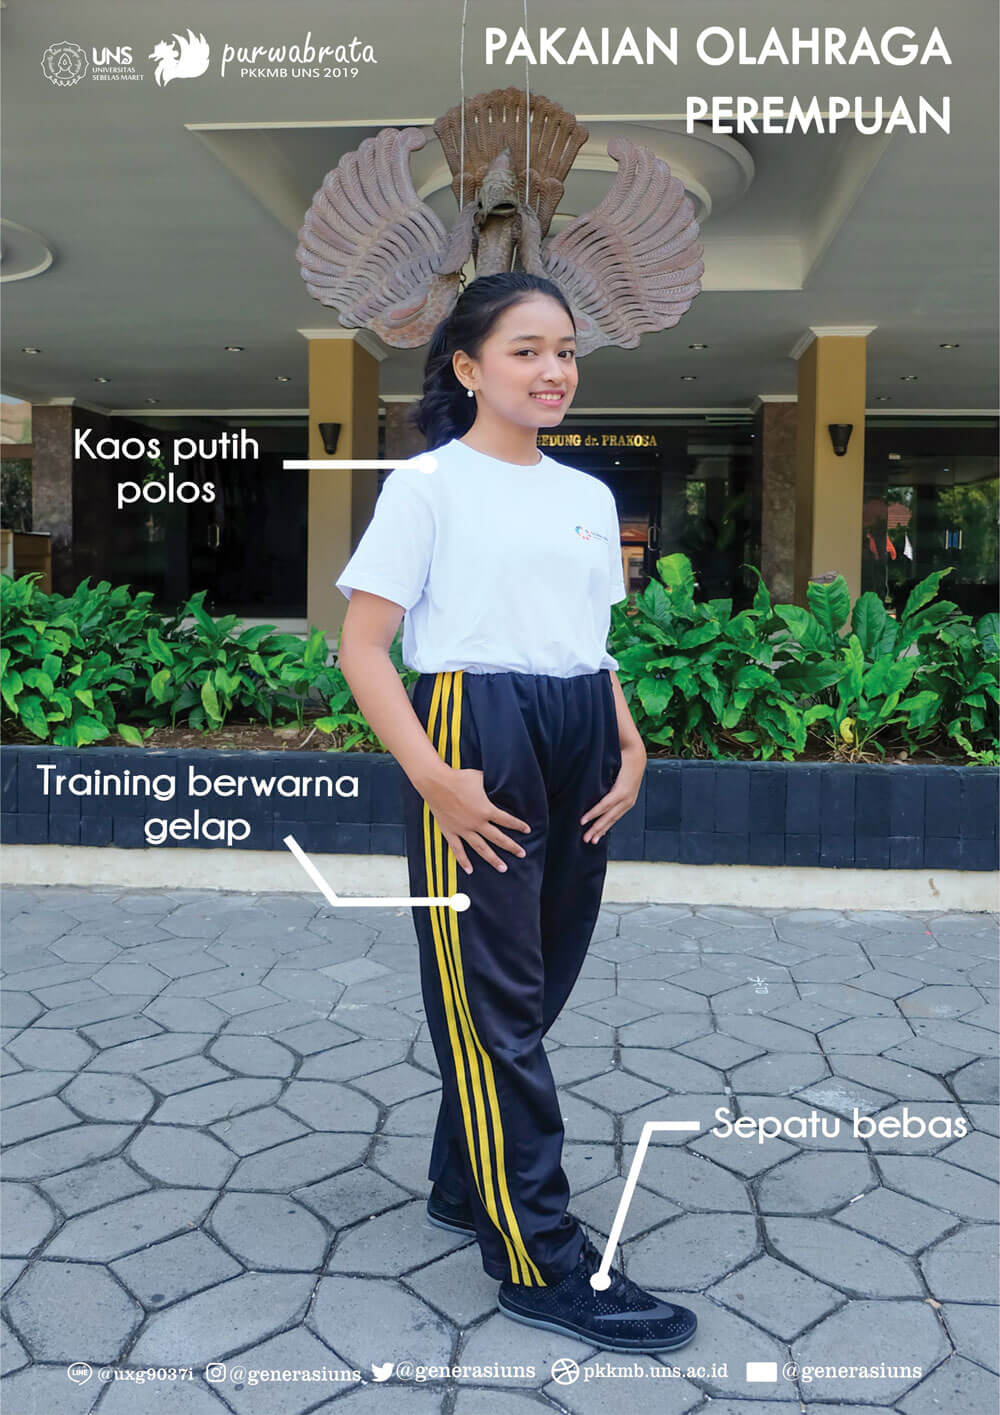 UNS
UNIVERSITAS
SEBELAS MARET
purwabrata
PKKMB UNS 2019
PAKAIAN OLAHRAGA
PEREMPUAN
GEDUNG dr. PRAKOSA
Kaos putih
polos
Training berwarna
gelap
Sepatu bebas
LINE @uxg9037i @generasiuns @generasiuns pkkmb.uns.ac.id @generasiuns